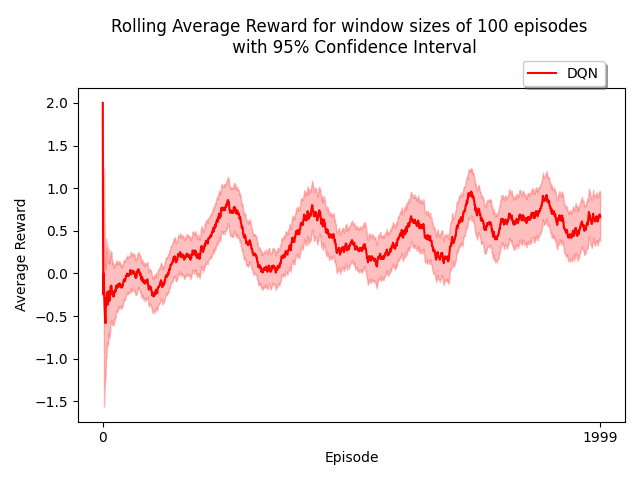 Rolling Average Reward for window sizes of 100 episodes
with 95% Confidence Interval
DQN
2.0
1.5
1.0
0.5
0.0
−0.5
−1.0
−1.5
Average Reward
0
1999
Episode